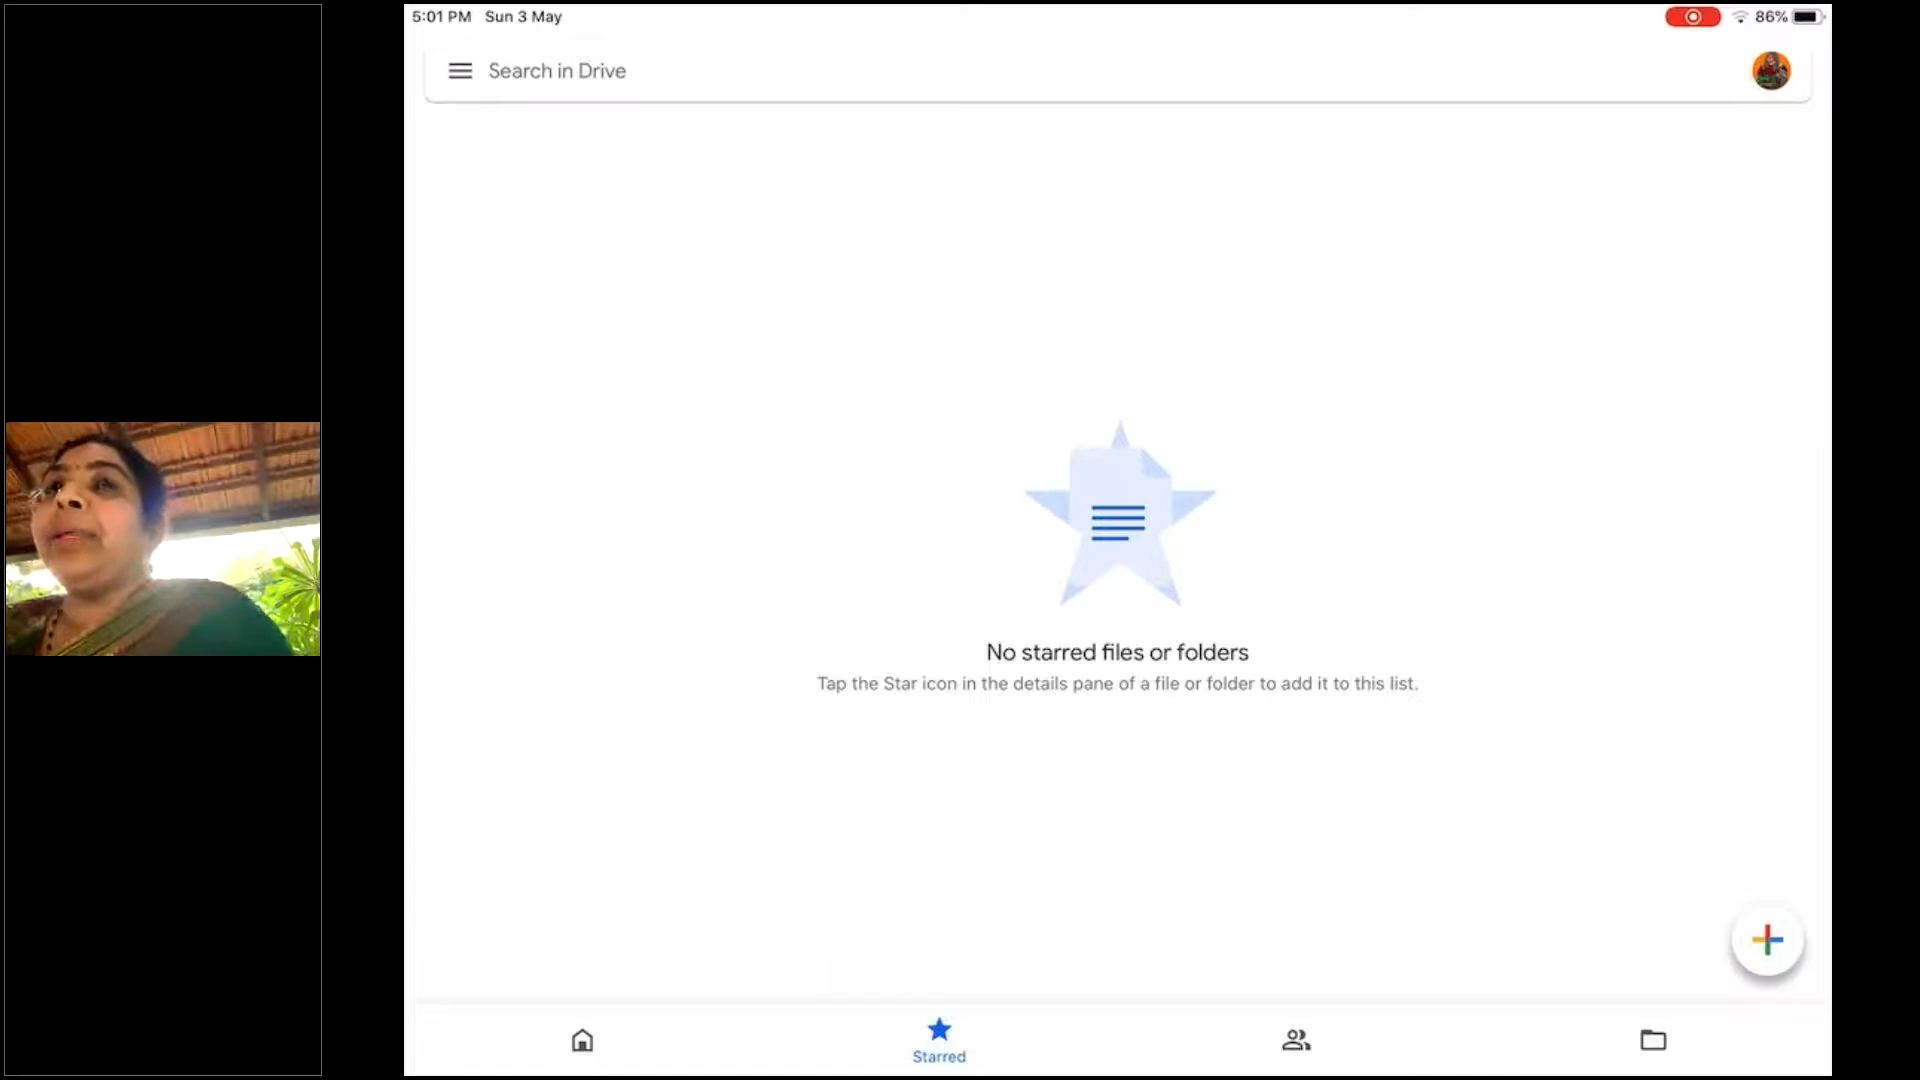 5:01 PM Sun 3 May
86%
Search in Drive
No starred files or folders
Tap the Star icon in the details pane of a file or folder to add it to this list.
Starred